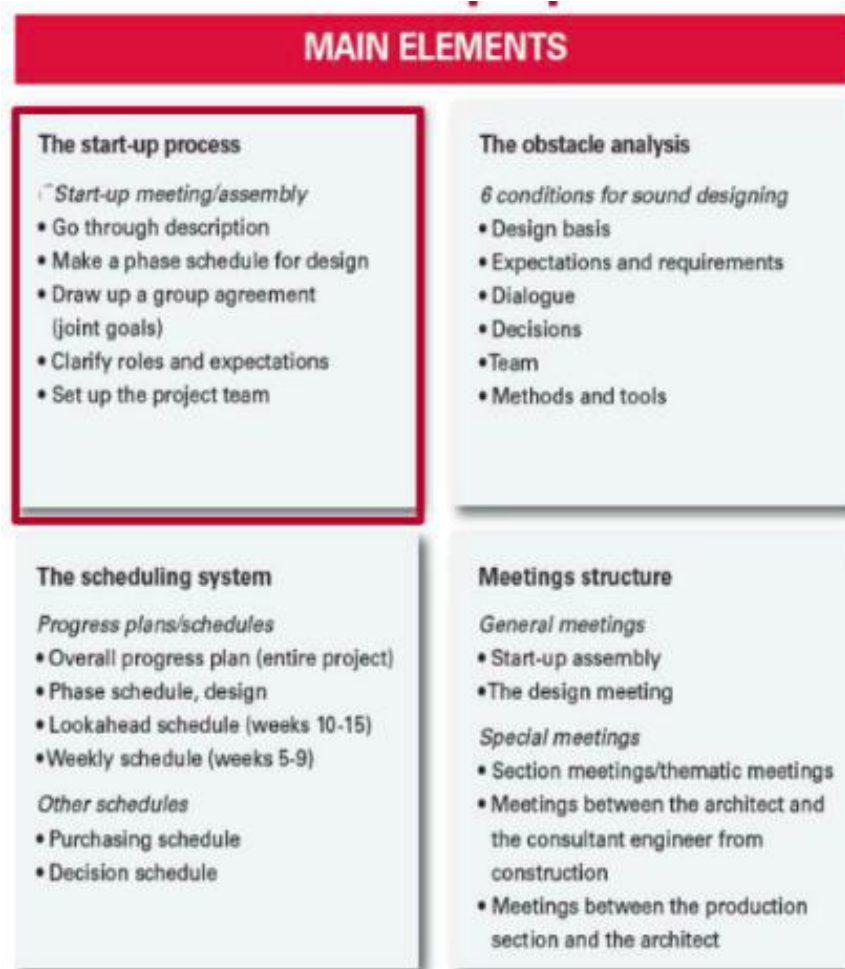 MAIN ELEMENTS
The start-up process
Start-up meeting/assembly
• Go through description
• Make a phase schedule for design
• Draw up a group agreement
(joint goals)
• Clarify roles and expectations
• Set up the project team
The obstacle analysis
6 conditions for sound designing
• Design basis
• Expectations and requirements
• Dialogue
• Decisions
•Team
• Methods and tools
The scheduling system
Progress plans/schedules
• Overall progress plan (entire project)
• Phase schedule, design
• Lookahead schedule (weeks 10-15)
•Weekly schedule (weeks 5-9)
Other schedules
• Purchasing schedule
• Decision schedule
Meetings structure
General meetings
• Start-up assembly
•The design meeting
Special meetings
• Section meetings/thematic meetings
• Meetings between the architect and
the consultant engineer from
construction
• Meetings between the production
section and the architect